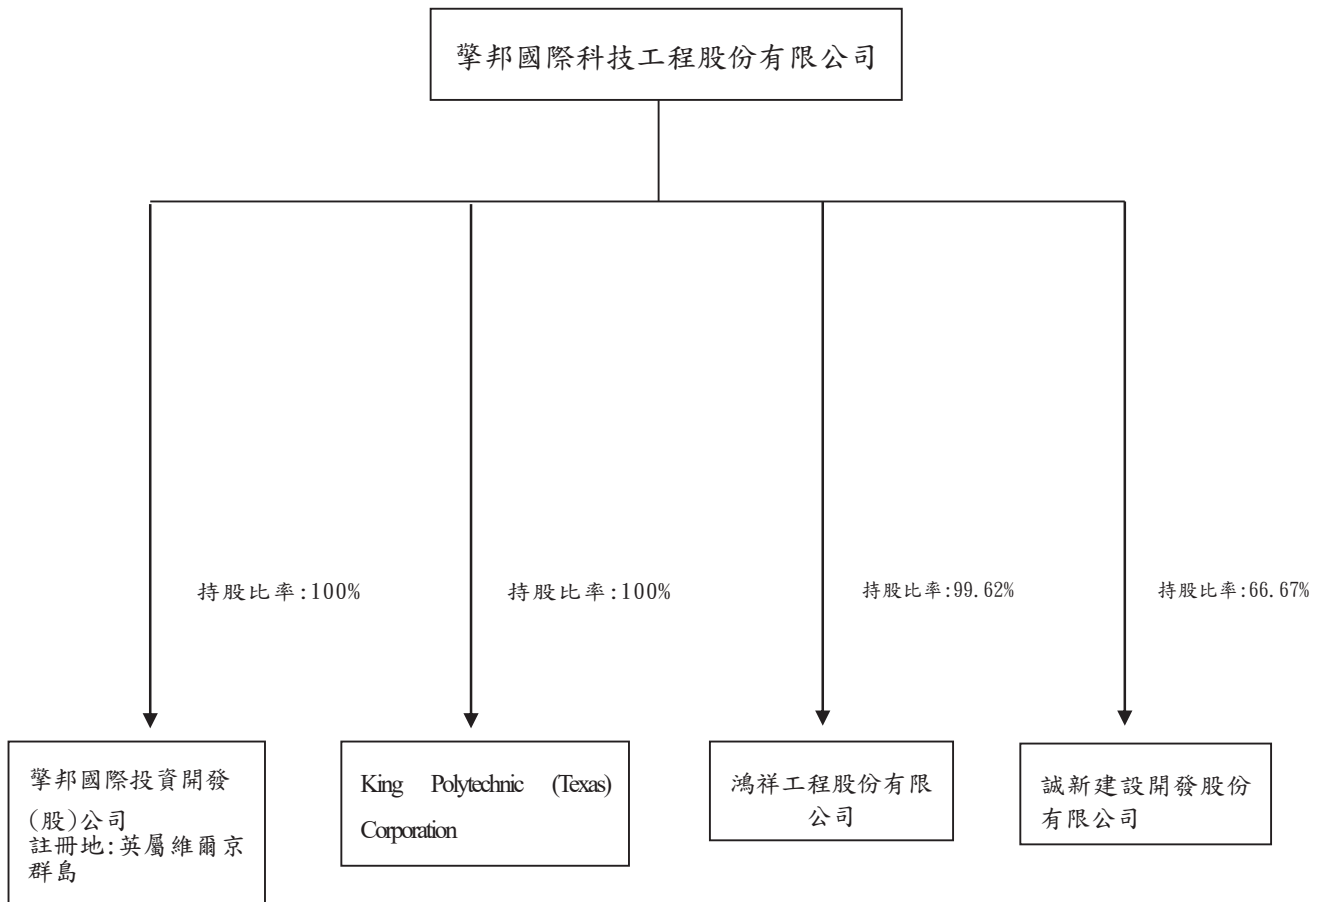 擎邦國際科技工程股份有限公司
持股比率:100%
持股比率:100%
持股比率:99.62%
持股比率:66.67%
擎邦國際投資開發
(股)公司
註冊地:英屬維爾京
群島
King Polytechnic (Texas)
Corporation
鴻祥工程股份有限
公司
誠新建設開發股份
有限公司